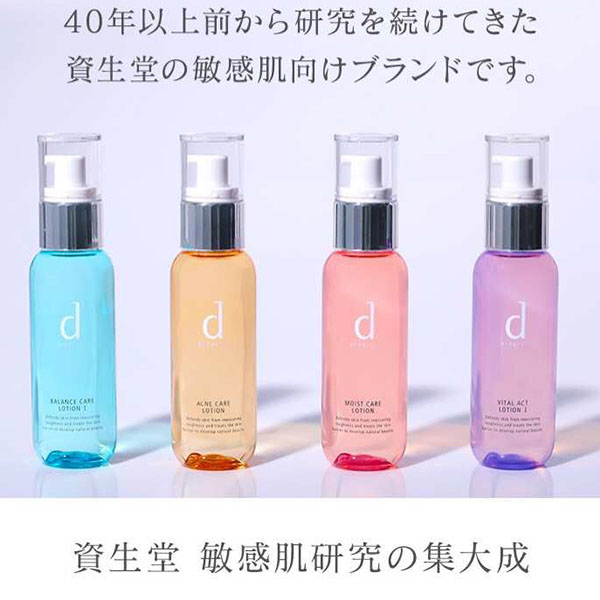 40年以上前から研究を続けてきた
資生堂の敏感肌向けブランドです。
d
BALANCE CARE
LOTION I
d
ACNE CARE
LOTION
d
MOIST CARE
LOTION
d
VITAL ACT
LOTION I
資生堂 敏感肌研究の集大成